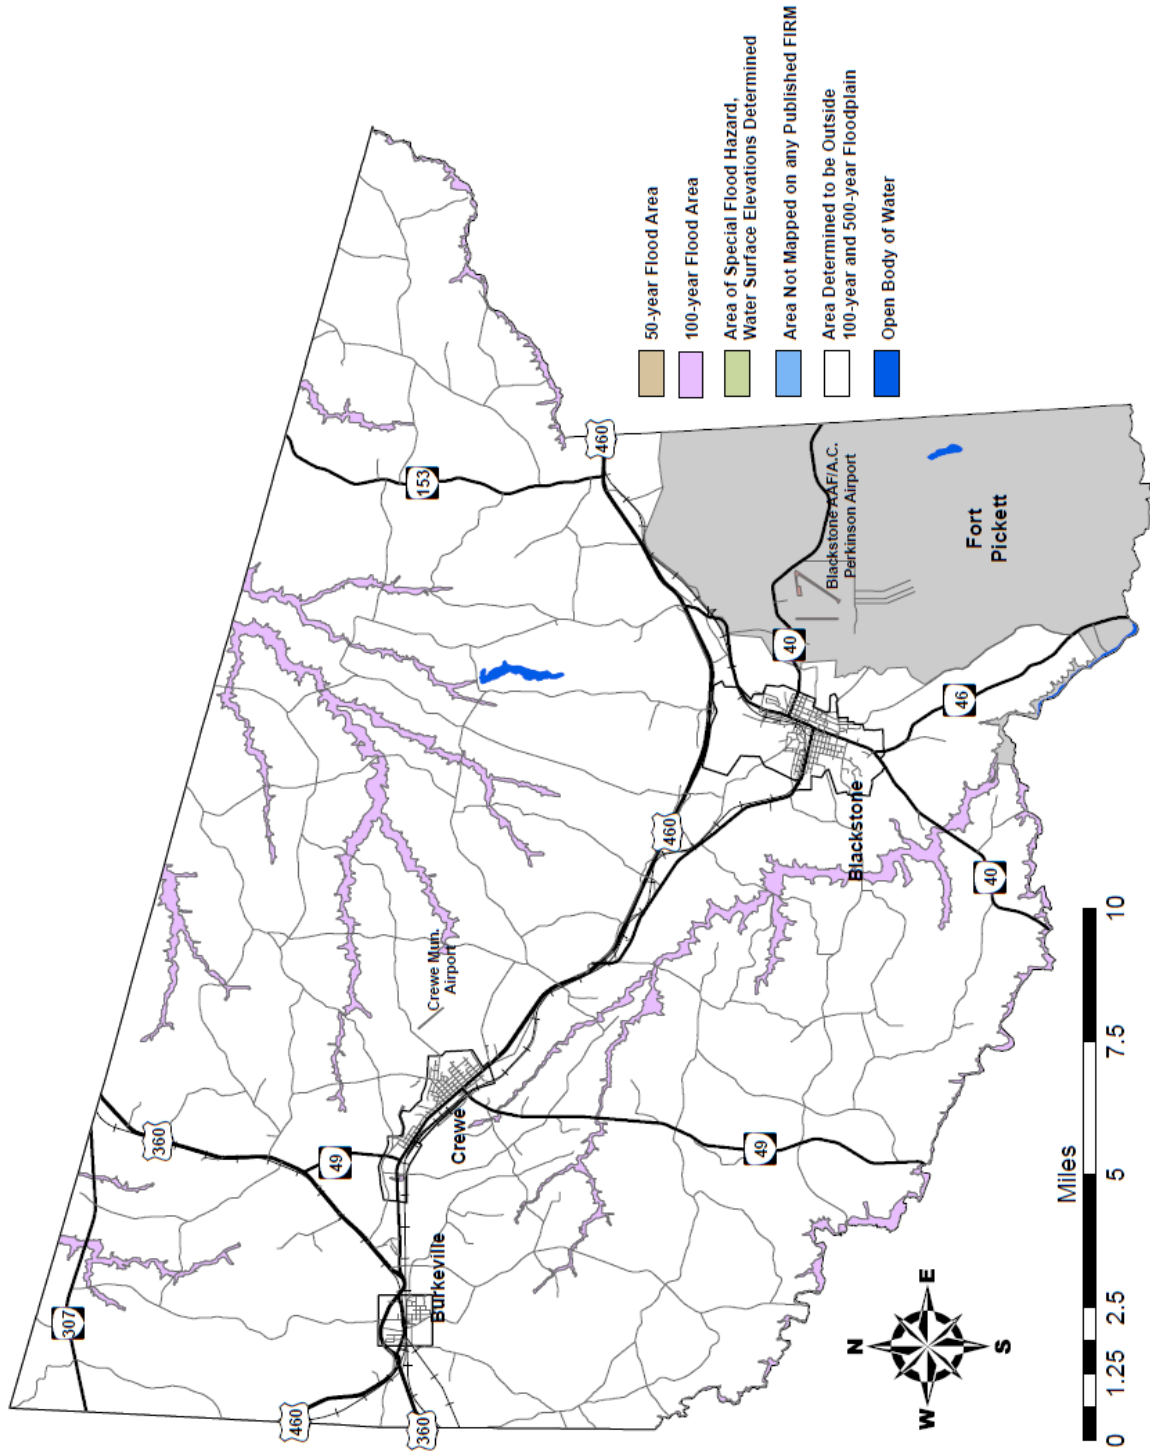 307
360
460
360
49
Burkeville
Crewe
Crewe Mun.
Airport
153
460
460
49
Blackstone
40
40
46
Blackstone AAF/A.C.
Perkinson Airport
Fort
Pickett
50-year Flood Area
100-year Flood Area
Area of Special Flood Hazard,
Water Surface Elevations Determined
Area Not Mapped on any Published FIRM
Area Determined to be Outside
100-year and 500-year Floodplain
Open Body of Water
N
W
E
S
Miles
0
1.25
2.5
5
7.5
10